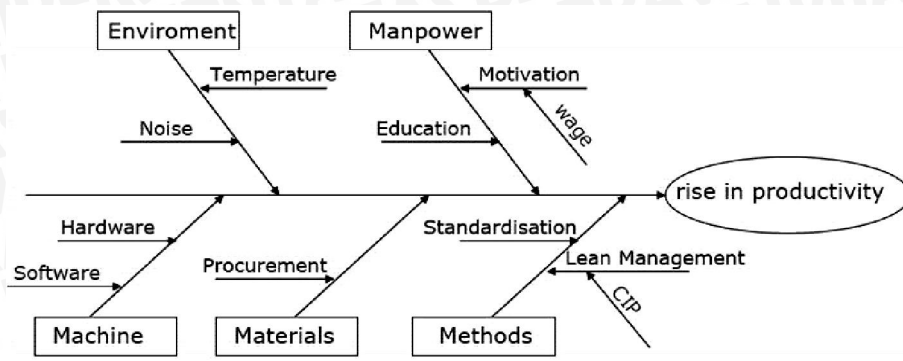 Enviroment
Manpower
Temperature
Motivation
Noise
Education
wage
rise in productivity
Hardware
Standardisation
Software
Procurement
Lean Management
CIP
Machine
Materials
Methods